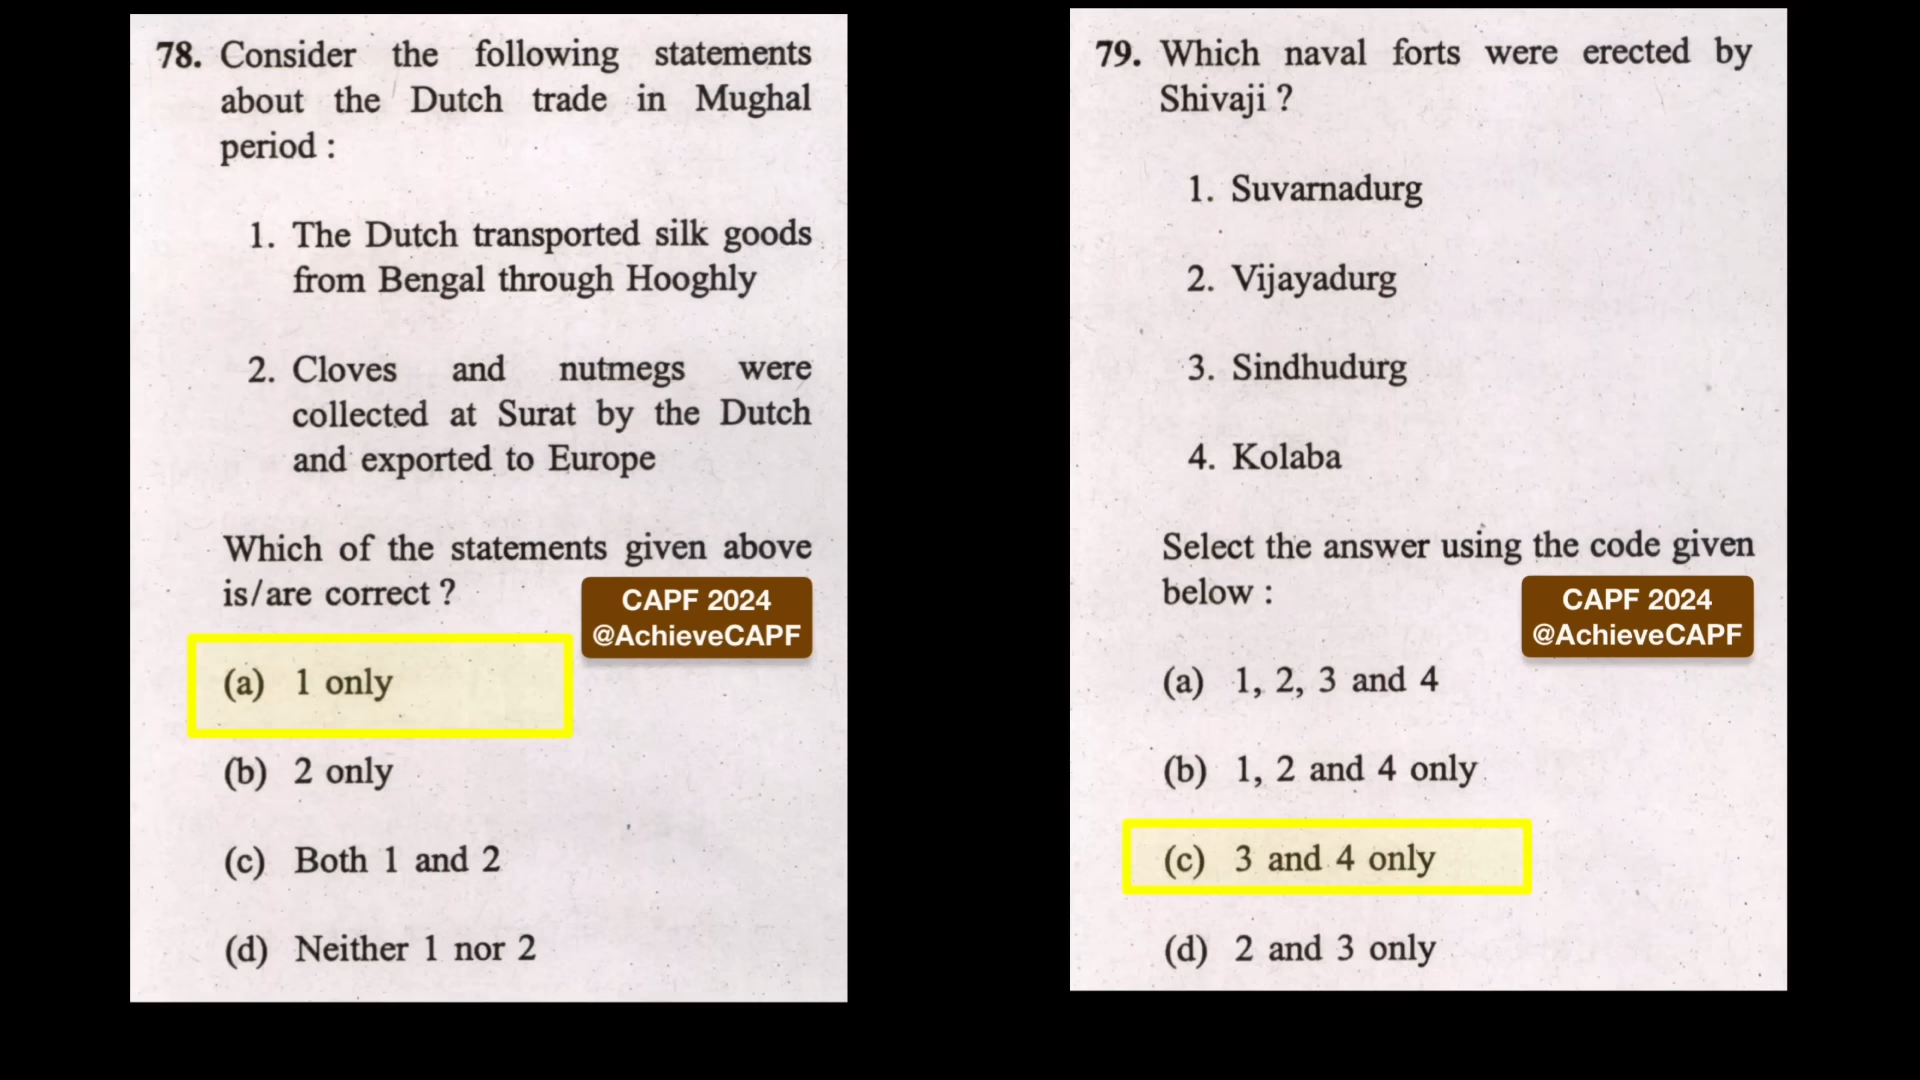 78. Consider the following statements
about the Dutch trade in Mughal
period :
1. The Dutch transported silk goods
from Bengal through Hooghly
2. Cloves and nutmegs were
collected at Surat by the Dutch
and exported to Europe
Which of the statements given above
is/are correct ?
CAPF 2024
@AchieveCAPF
(a) 1 only
(b) 2 only
(c) Both 1 and 2
(d) Neither 1 nor 2
79. Which naval forts were erected by
Shivaji ?
1. Suvarnadurg
2. Vijayadurg
3. Sindhudurg
4. Kolaba
Select the answer using the code given
below :
CAPF 2024
@AchieveCAPF
(a) 1, 2, 3 and 4
(b) 1, 2 and 4 only
(c) 3 and 4 only
(d) 2 and 3 only